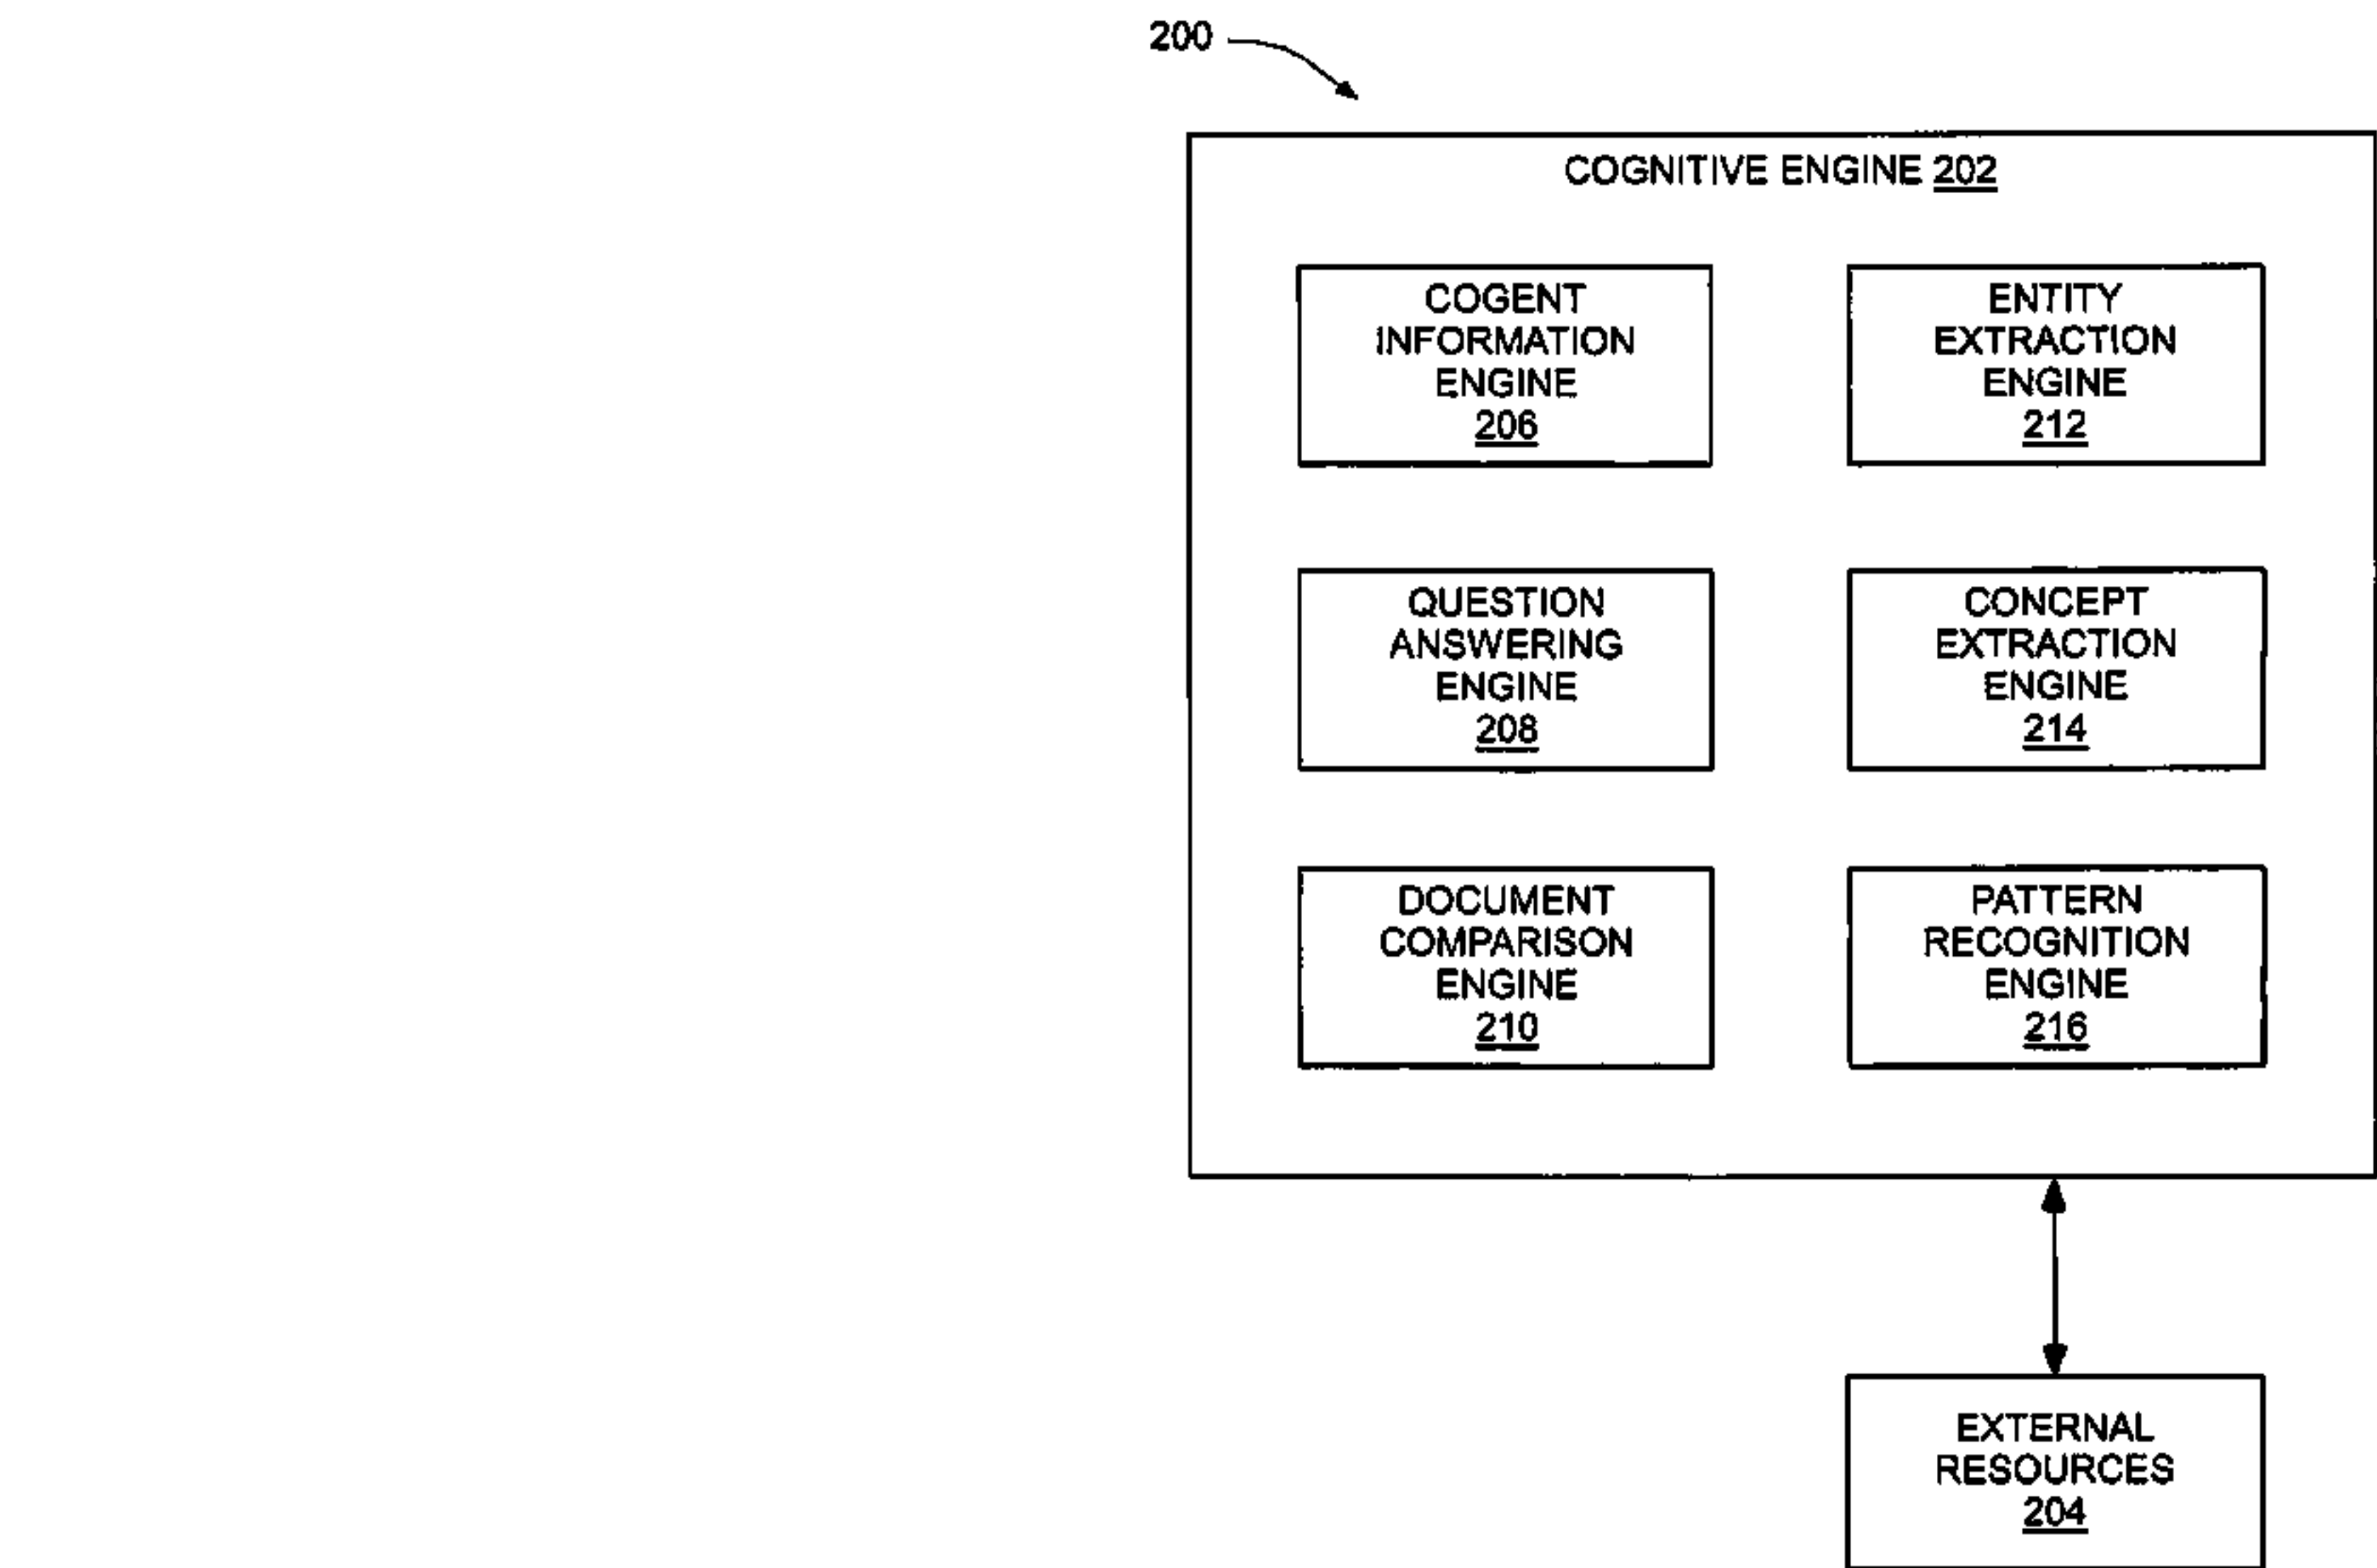 200
COGNITIVE ENGINE 202
COGENT
INFORMATION
ENGINE
206
ENTITY
EXTRACTION
ENGINE
212
QUESTION
ANSWERING
ENGINE
208
CONCEPT
EXTRACTION
ENGINE
214
DOCUMENT
COMPARISON
ENGINE
210
PATTERN
RECOGNITION
ENGINE
216
EXTERNAL
RESOURCES
204